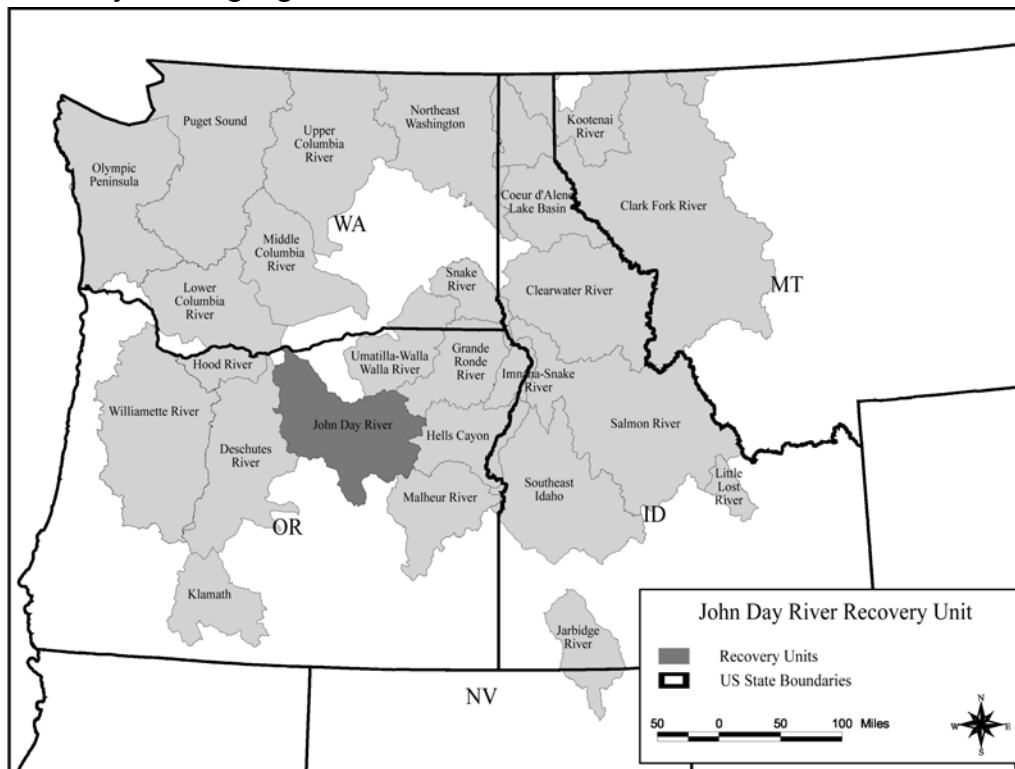 Puget Sound
Upper
Columbia
River
Northeast
Washington
Kootenai
River
Olympic
Peninsula
Coeur d'Alene
Lake Basin
Clark Fork River
WA
Middle
Columbia
River
Snake
River
Clearwater River
MT
Lower
Columbia
River
Hood River
Umatilla-Walla
Walla River
Grande
Ronde
River
Imnaha-Snake
River
Williamette River
John Day River
Salmon River
Deschutes
River
Hells Cayon
Southeast
Idaho
Little
Lost
River
Malheur River
OR
ID
Klamath
Jarbidge
River
NV
John Day River Recovery Unit
Recovery Units
US State Boundaries
50 0 50 100 Miles
N
W E
S